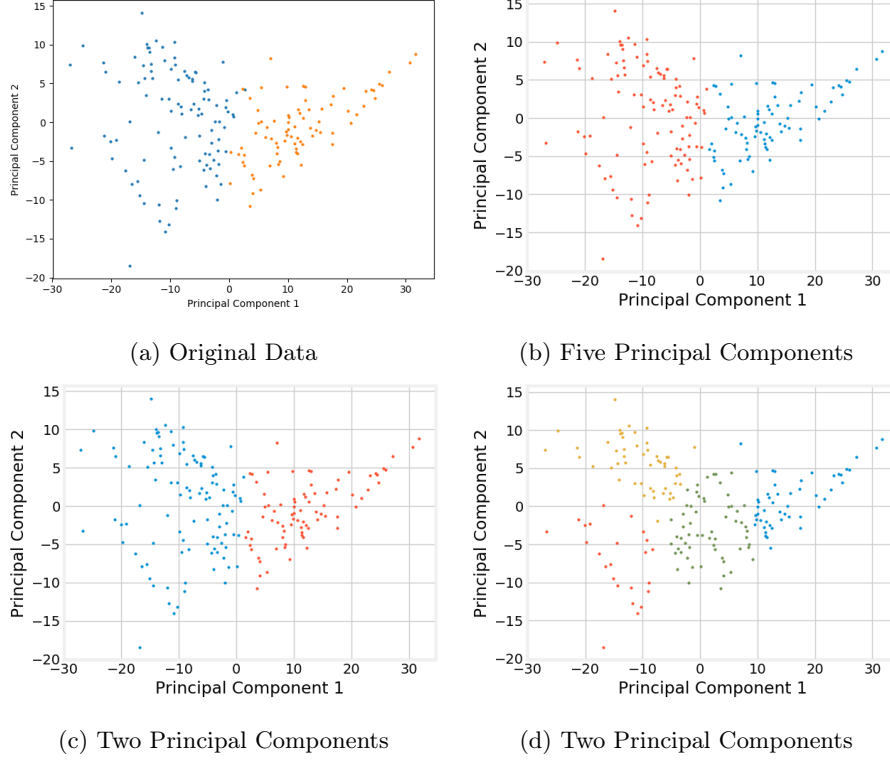 15
10
5
0
−5
−10
−15
−20
Principal Component 2
−30 −20 −10 0 10 20 30
Principal Component 1
(a) Original Data
15
10
5
0
−5
−10
−15
−20
Principal Component 2
−30 −20 −10 0 10 20 30
Principal Component 1
(b) Five Principal Components
15
10
5
0
−5
−10
−15
−20
Principal Component 2
−30 −20 −10 0 10 20 30
Principal Component 1
(c) Two Principal Components
15
10
5
0
−5
−10
−15
−20
Principal Component 2
−30 −20 −10 0 10 20 30
Principal Component 1
(d) Two Principal Components